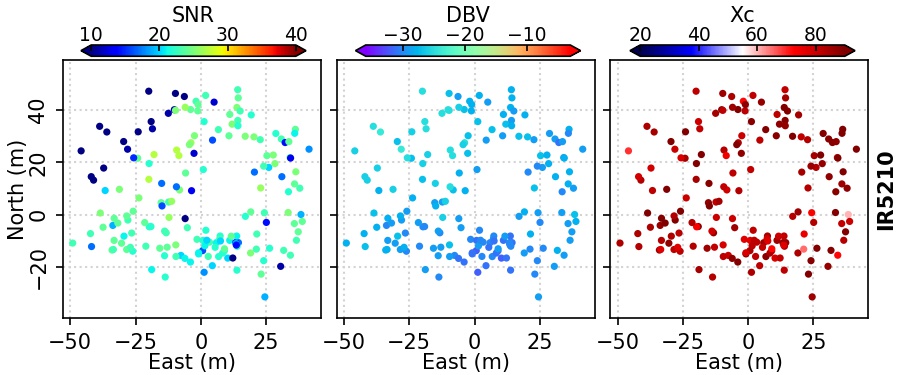 SNR DBV Xc
10 20 30 40 −30 −20 −10 20 40 60 80
40
20
0
−20
North (m)
−50 −25 0 25 −50 −25 0 25 −50 −25 0 25
East (m) East (m) East (m)
IR5210